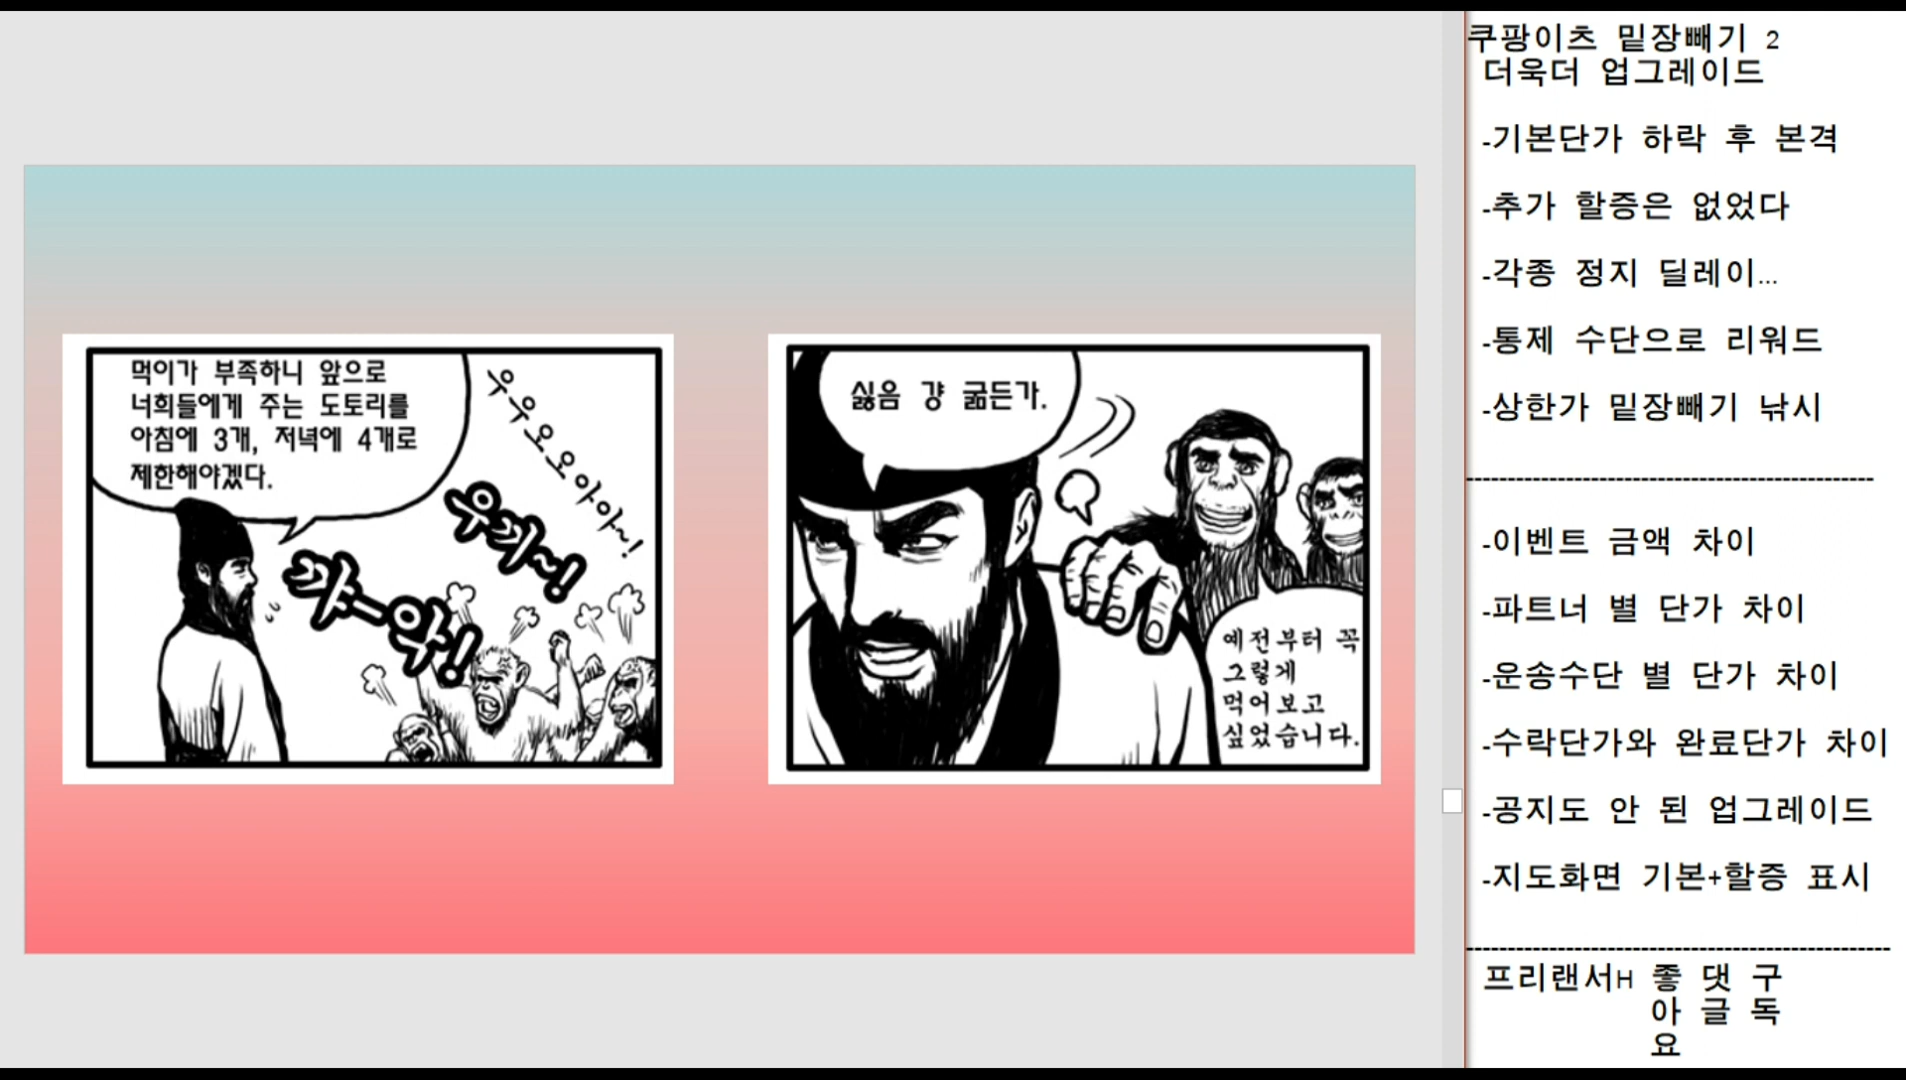 먹이가 부족하니 앞으로
너희들에게 주는 도토리를
아침에 3개, 저녁에 4개로
제한해야겠다.
우우오오아아~!
우끼~!
꺄-악!
싫음 걍 굶든가.
예전부터 꼭
그렇게
먹어보고
싶었습니다.
쿠팡이츠 밑장빼기 2
더욱더 업그레이드
-기본단가 하락 후 본격
-추가 할증은 없었다
-각종 정지 딜레이...
-통제 수단으로 리워드
-상한가 밑장빼기 낚시
-이벤트 금액 차이
-파트너 별 단가 차이
-운송수단 별 단가 차이
-수락단가와 완료단가 차이
-공지도 안 된 업그레이드
-지도화면 기본+할증 표시
프리랜서H 좋 댓 구
아 글 독
요